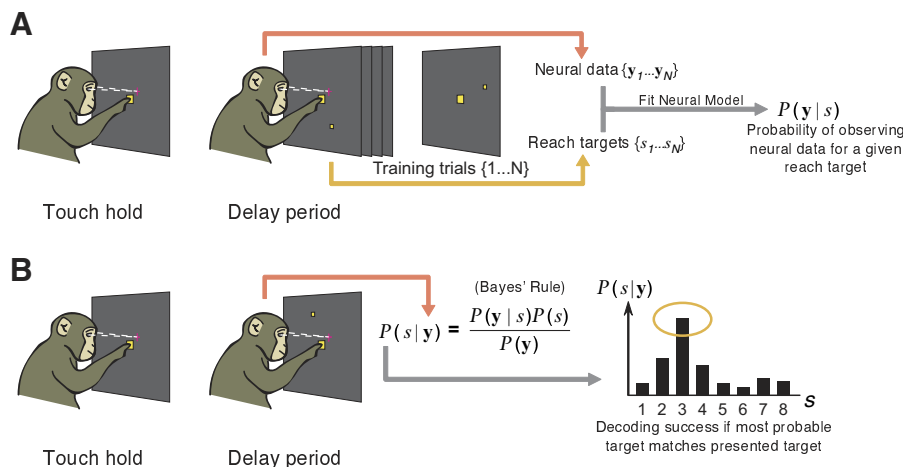 A
Neural data {y1...yN}
Fit Neural Model
P(y | s)
Probability of observing
neural data for a given
reach target
Reach targets {s1...sN}
Training trials {1...N}
Touch hold
Delay period
B
(Bayes' Rule)
P(s | y) = P(y | s)P(s)
P(y)
P(s|y)
1 2 3 4 5 6 7 8 s
Decoding success if most probable
target matches presented target
Touch hold
Delay period